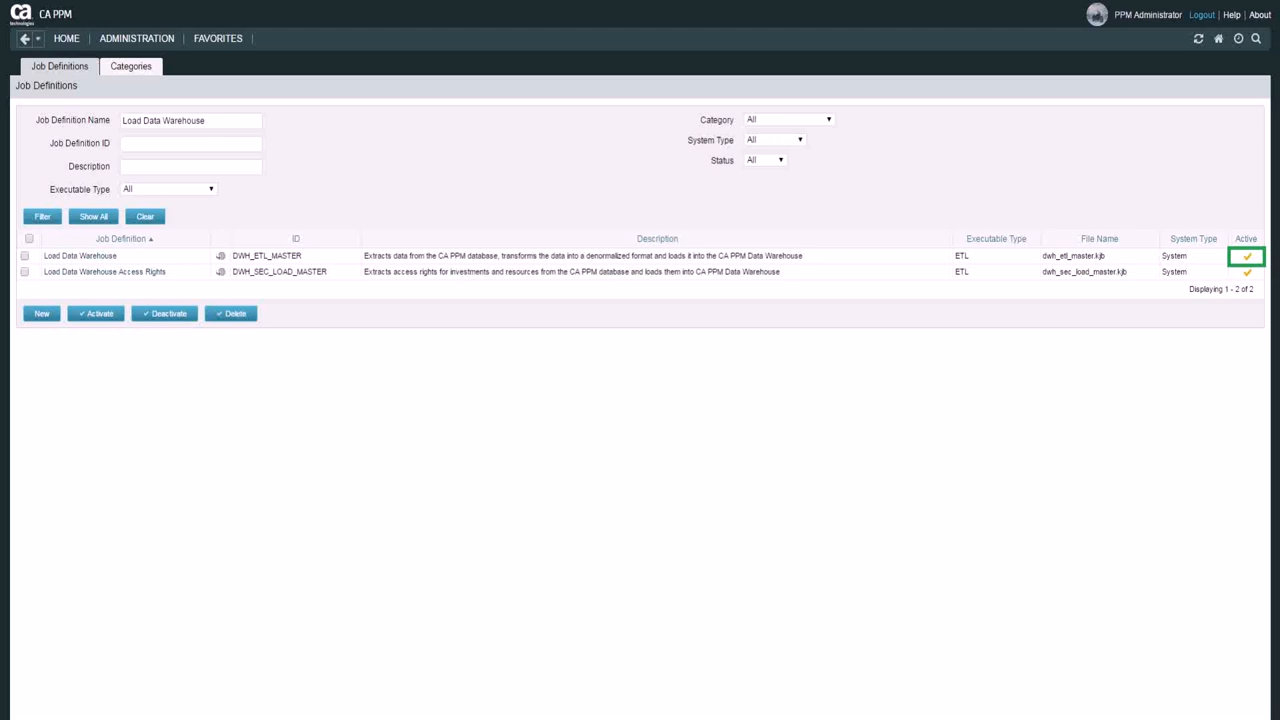 ca technologies CA PPM PPM Administrator Logout Help About
HOME ADMINISTRATION FAVORITES
Job Definitions Categories
Job Definitions
Job Definition Name Load Data Warehouse Category All
Job Definition ID System Type All
Description Status All
Executable Type All
Filter Show All Clear
Job Definition ID Description Executable Type File Name System Type Active
Load Data Warehouse DWH_ETL_MASTER Extracts data from the CA PPM database, transforms the data into a denormalized format and loads it into the CA PPM Data Warehouse ETL dwh_etl_master.kjb System
Load Data Warehouse Access Rights DWH_SEC_LOAD_MASTER Extracts access rights for investments and resources from the CA PPM database and loads them into CA PPM Data Warehouse ETL dwh_sec_load_master.kjb System
Displaying 1 - 2 of 2
New Activate Deactivate Delete